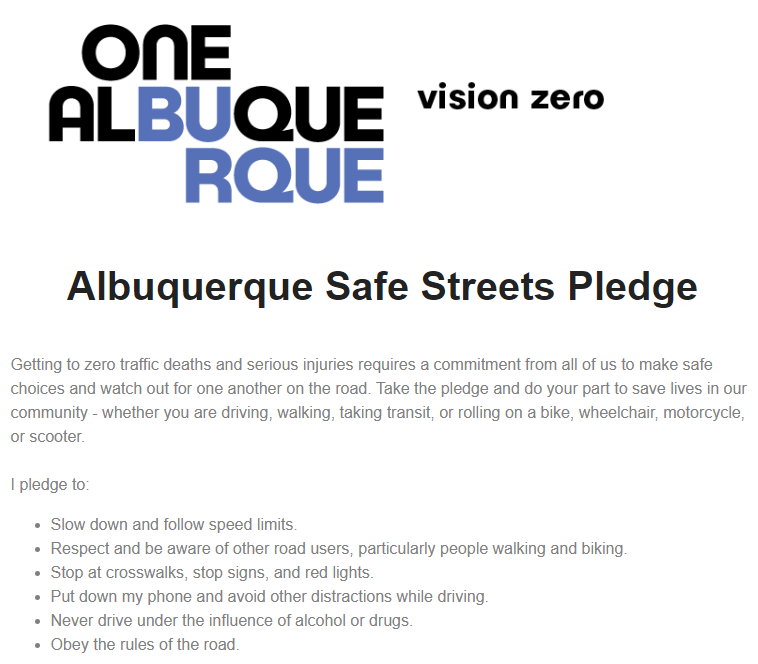 ONE
ALBUQUE
RQUE
vision zero
Albuquerque Safe Streets Pledge
Getting to zero traffic deaths and serious injuries requires a commitment from all of us to make safe
choices and watch out for one another on the road. Take the pledge and do your part to save lives in our
community - whether you are driving, walking, taking transit, or rolling on a bike, wheelchair, motorcycle,
or scooter.
I pledge to:
• Slow down and follow speed limits.
• Respect and be aware of other road users, particularly people walking and biking.
• Stop at crosswalks, stop signs, and red lights.
• Put down my phone and avoid other distractions while driving.
• Never drive under the influence of alcohol or drugs.
• Obey the rules of the road.